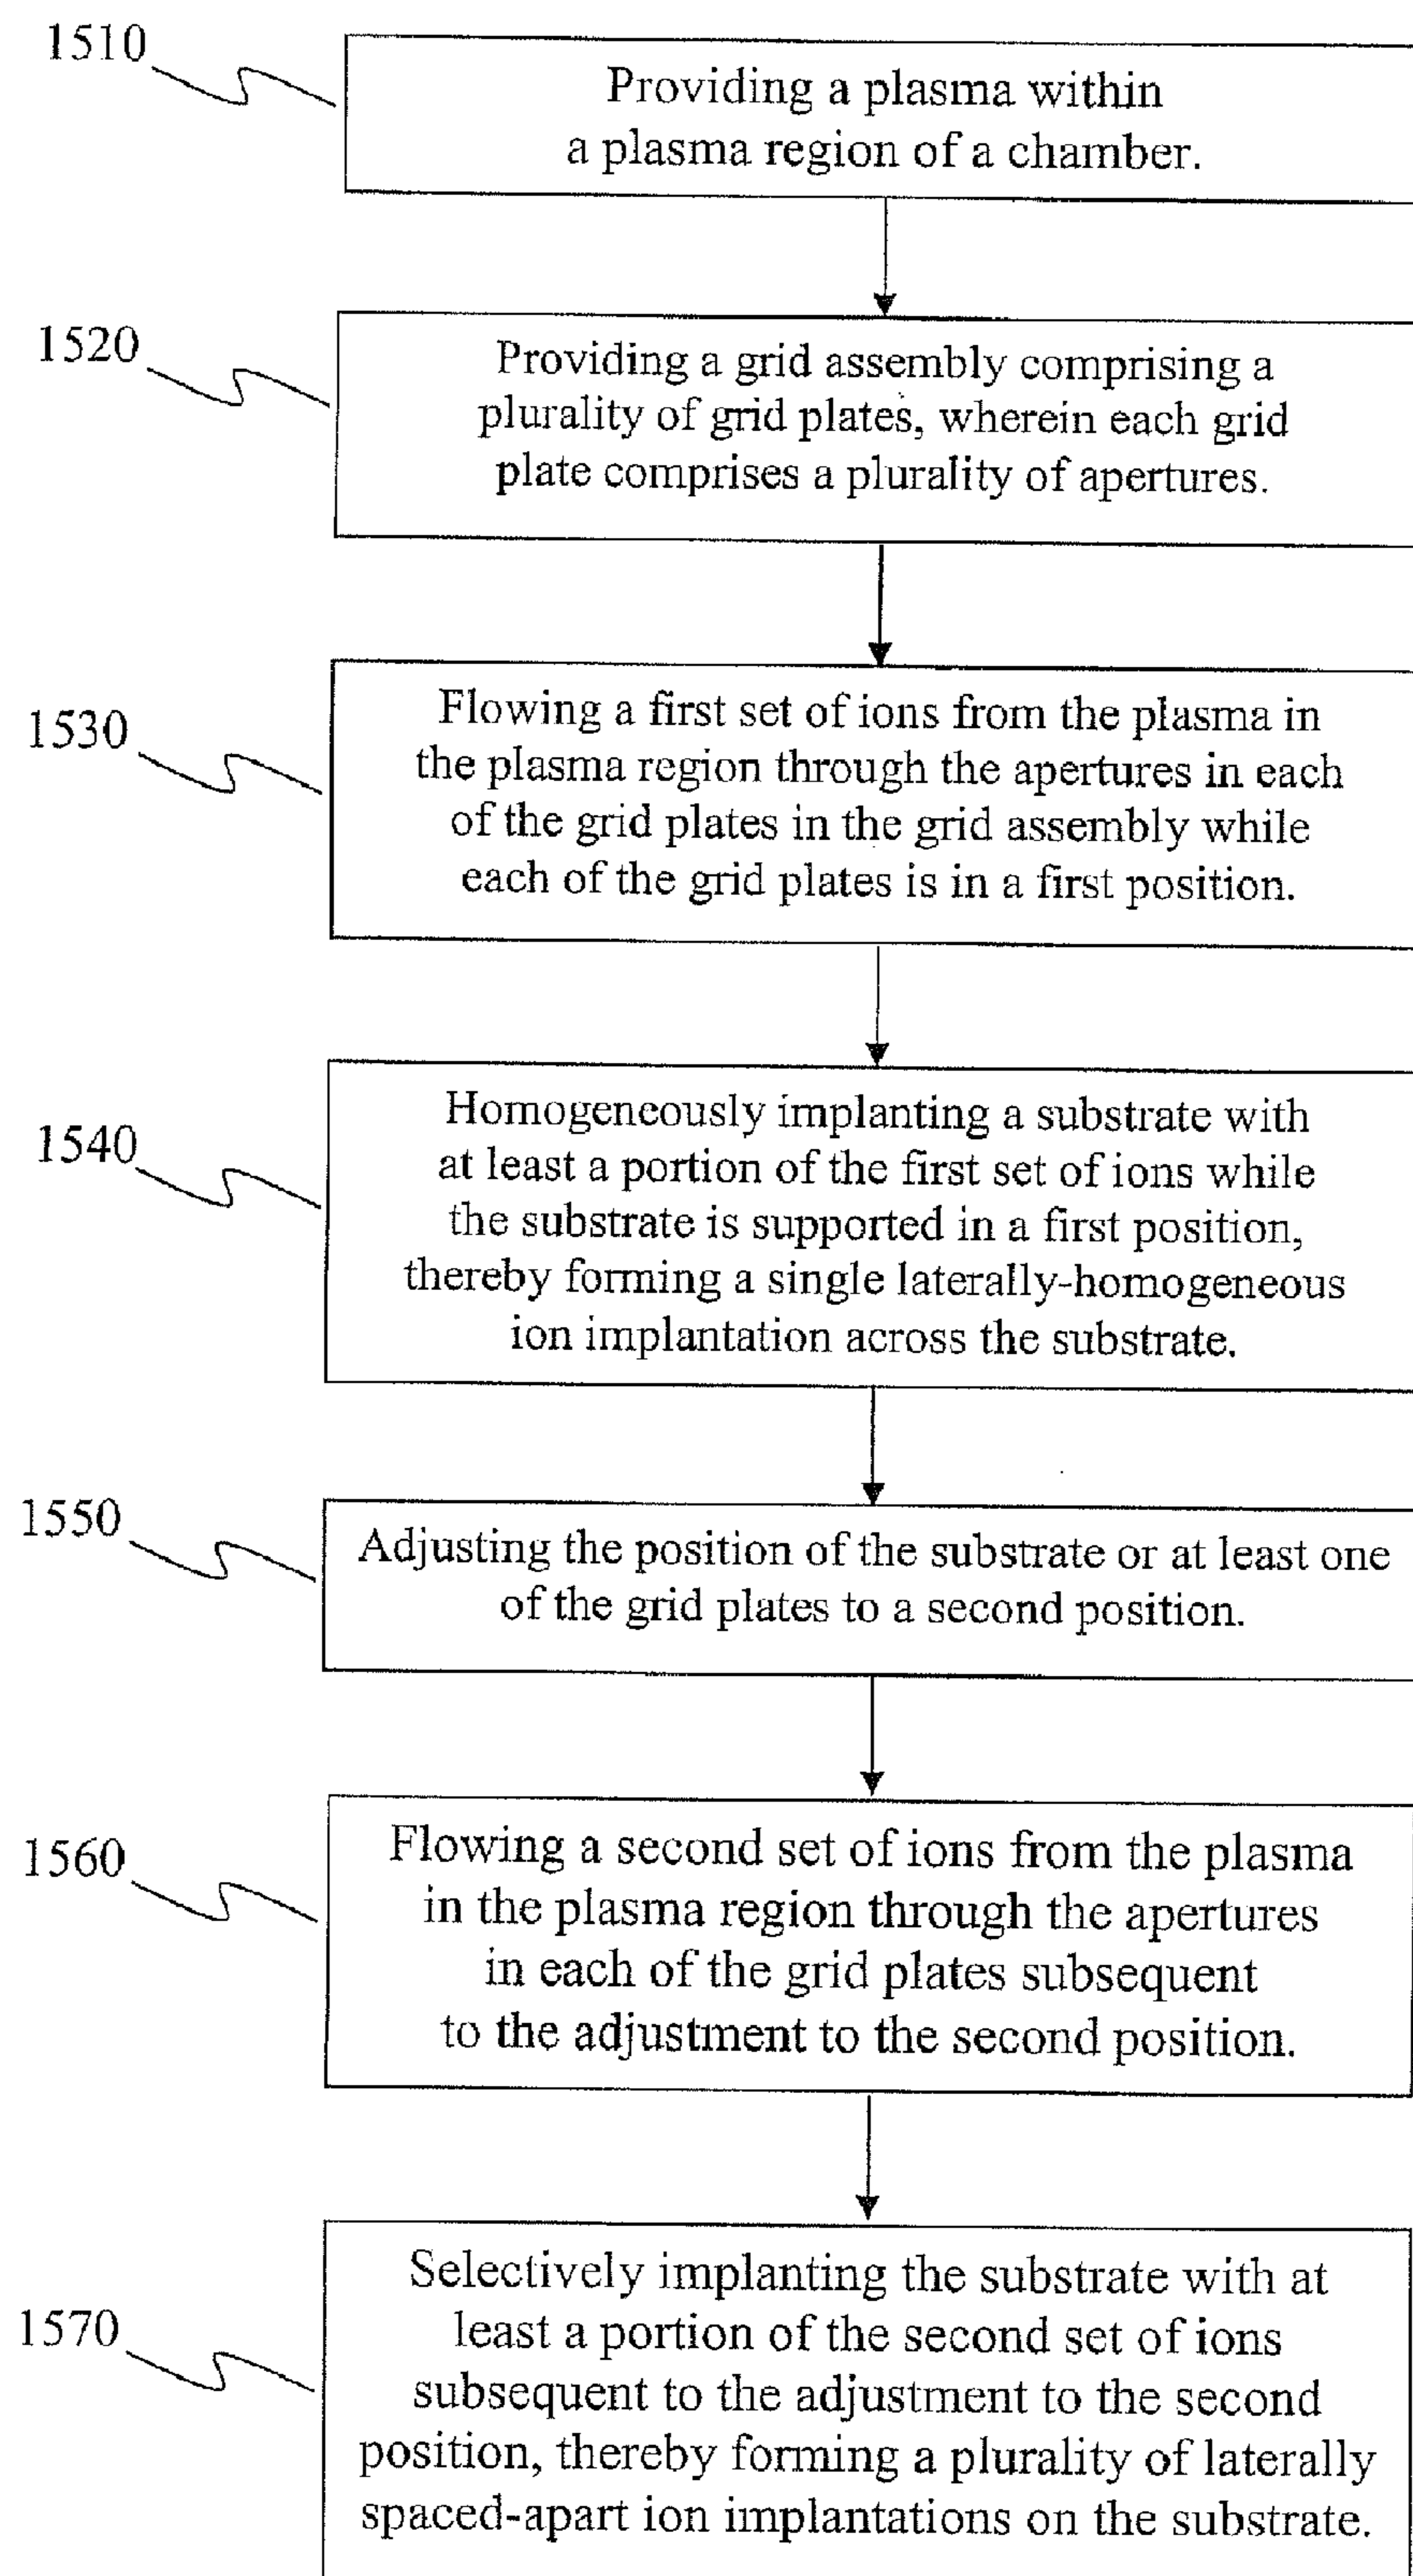 1510
Providing a plasma within
a plasma region of a chamber.
1520
Providing a grid assembly comprising a
plurality of grid plates, wherein each grid
plate comprises a plurality of apertures.
1530
Flowing a first set of ions from the plasma in
the plasma region through the apertures in each
of the grid plates in the grid assembly while
each of the grid plates is in a first position.
1540
Homogeneously implanting a substrate with
at least a portion of the first set of ions while
the substrate is supported in a first position,
thereby forming a single laterally-homogeneous
ion implantation across the substrate.
1550
Adjusting the position of the substrate or at least one
of the grid plates to a second position.
1560
Flowing a second set of ions from the plasma
in the plasma region through the apertures
in each of the grid plates subsequent
to the adjustment to the second position.
1570
Selectively implanting the substrate with at
least a portion of the second set of ions
subsequent to the adjustment to the second
position, thereby forming a plurality of laterally
spaced-apart ion implantations on the substrate.